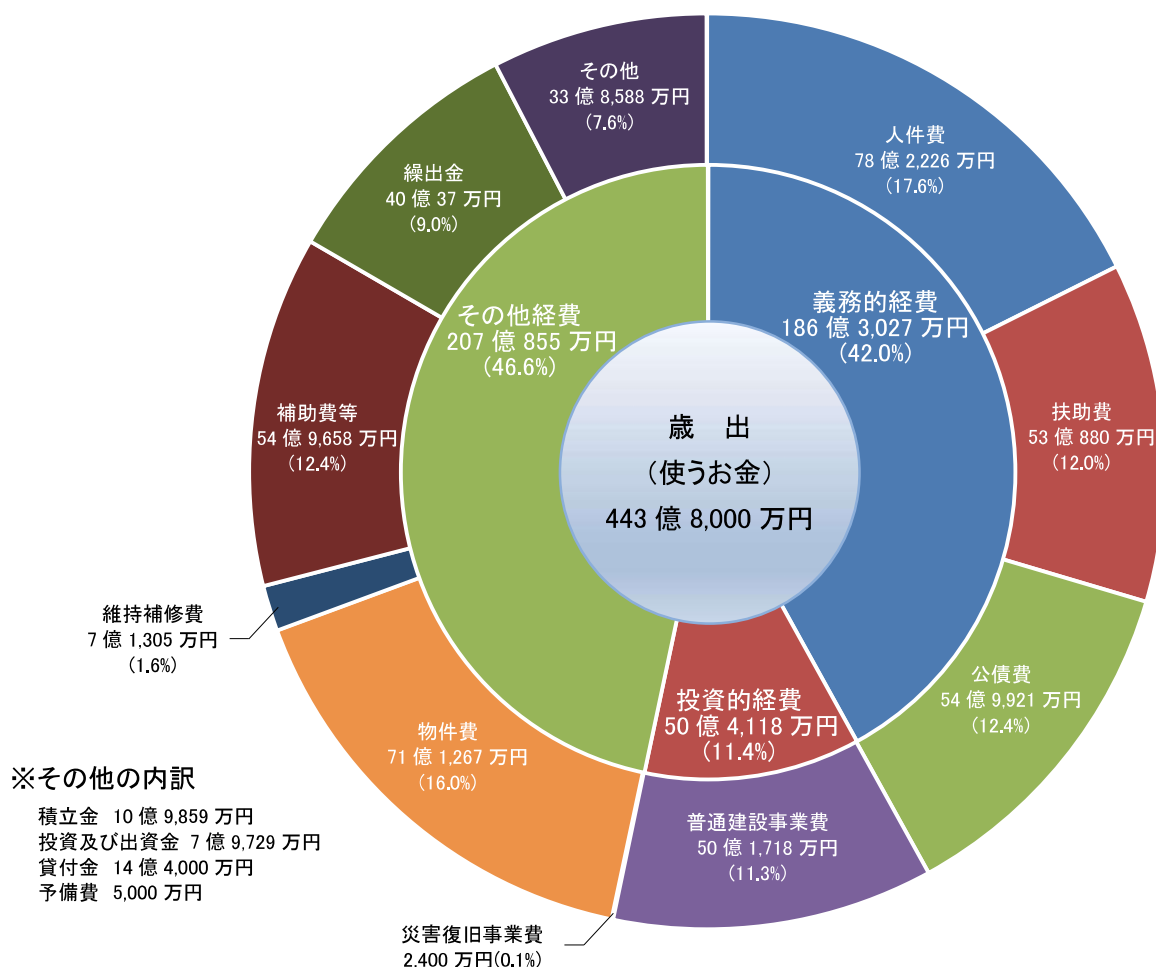 その他
33 億 8,588 万円
(7.6%)
人件費
78 億 2,226 万円
(17.6%)
繰出金
40 億 37 万円
(9.0%)
義務的経費
186 億 3,027 万円
(42.0%)
その他経費
207 億 855 万円
(46.6%)
扶助費
53 億 880 万円
(12.0%)
補助費等
54 億 9,658 万円
(12.4%)
歳 出
(使うお金)
443 億 8,000 万円
維持補修費
7 億 1,305 万円
(1.6%)
公債費
54 億 9,921 万円
(12.4%)
投資的経費
50 億 4,118 万円
(11.4%)
物件費
71 億 1,267 万円
(16.0%)
普通建設事業費
50 億 1,718 万円
(11.3%)
※その他の内訳
積立金 10 億 9,859 万円
投資及び出資金 7 億 9,729 万円
貸付金 14 億 4,000 万円
予備費 5,000 万円
災害復旧事業費
2,400 万円(0.1%)